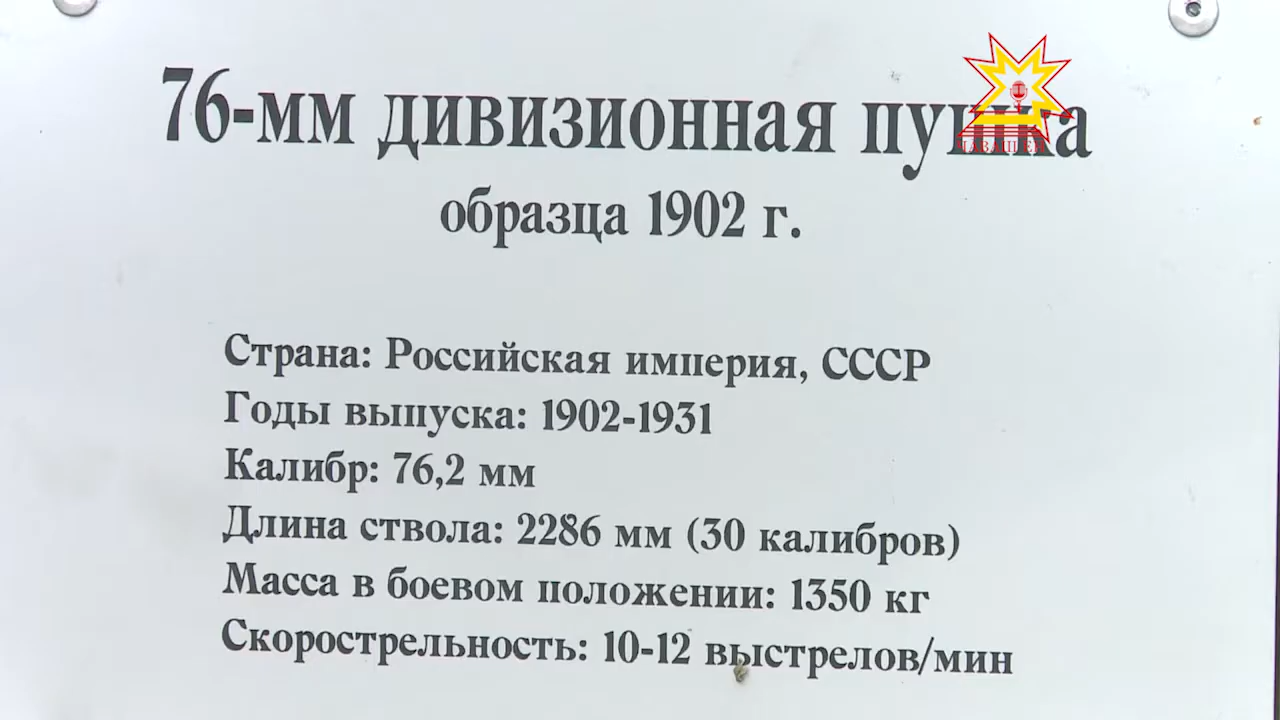 76-мм дивизионная пушка
образца 1902 г.
Страна: Российская империя, СССР
Годы выпуска: 1902-1931
Калибр: 76,2 мм
Длина ствола: 2286 мм (30 калибров)
Масса в боевом положении: 1350 кг
Скорострельность: 10-12 выстрелов/мин